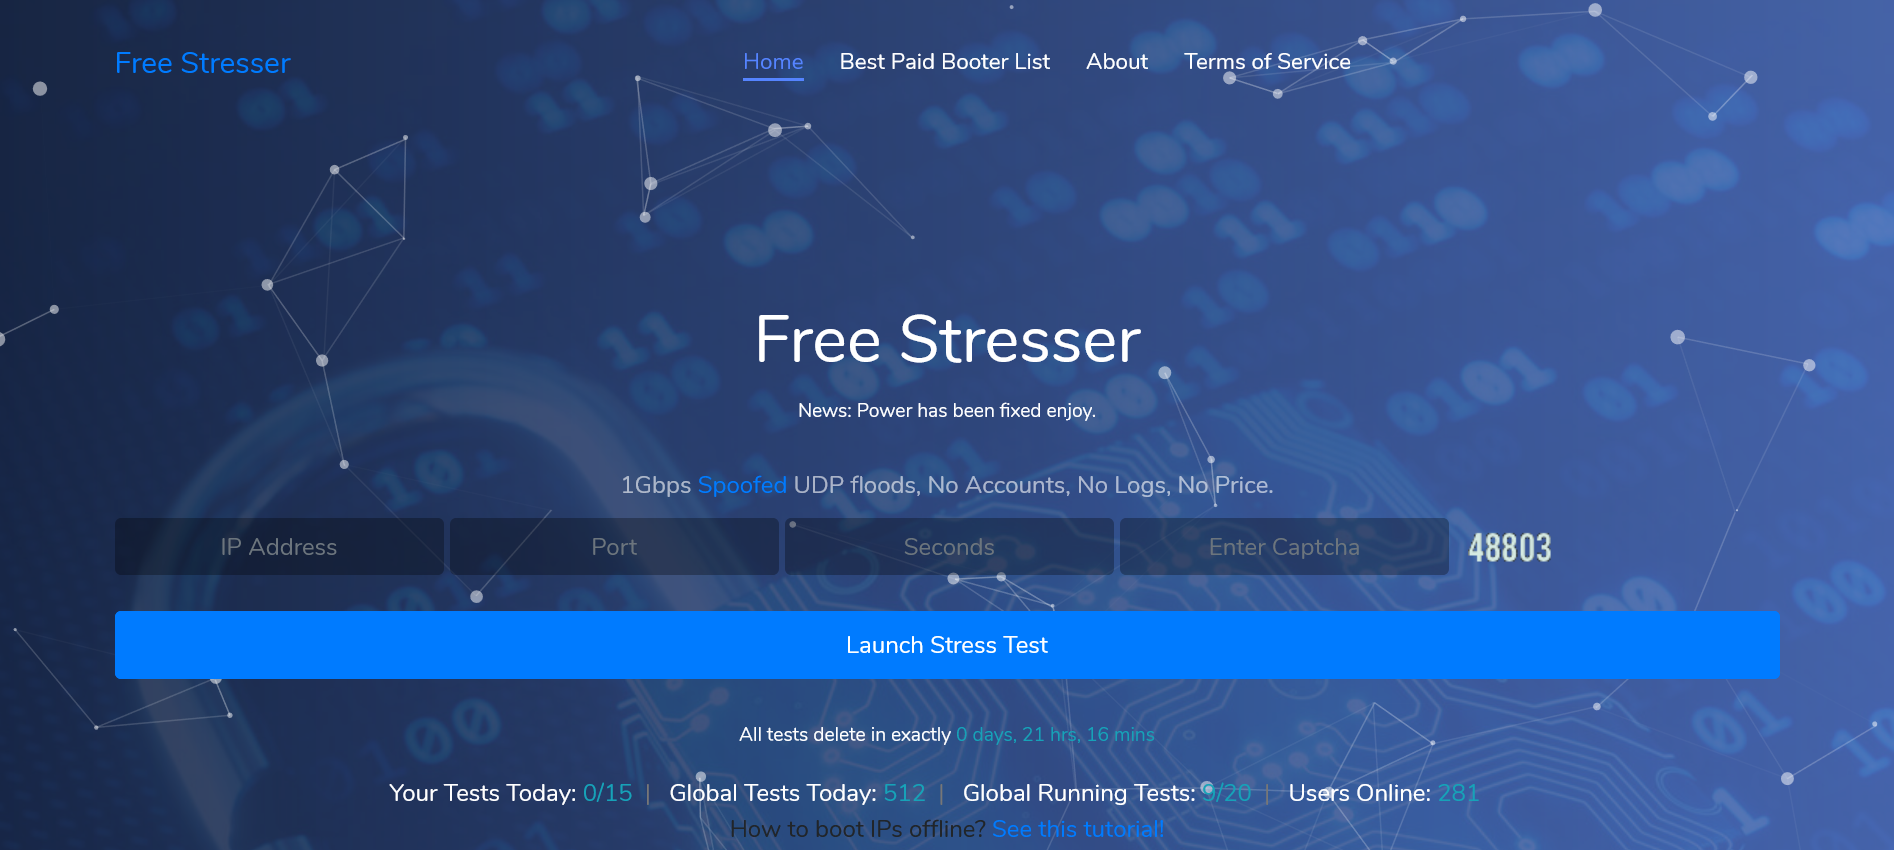 Free Stresser
Home Best Paid Booter List About Terms of Service
Free Stresser
News: Power has been fixed enjoy.
1Gbps Spoofed UDP floods, No Accounts, No Logs, No Price.
IP Address Port Seconds Enter Captcha 48803
Launch Stress Test
All tests delete in exactly 0 days, 21 hrs, 16 mins
Your Tests Today: 0/15 | Global Tests Today: 512 | Global Running Tests: 9/20 | Users Online: 281
How to boot IPs offline? See this tutorial!